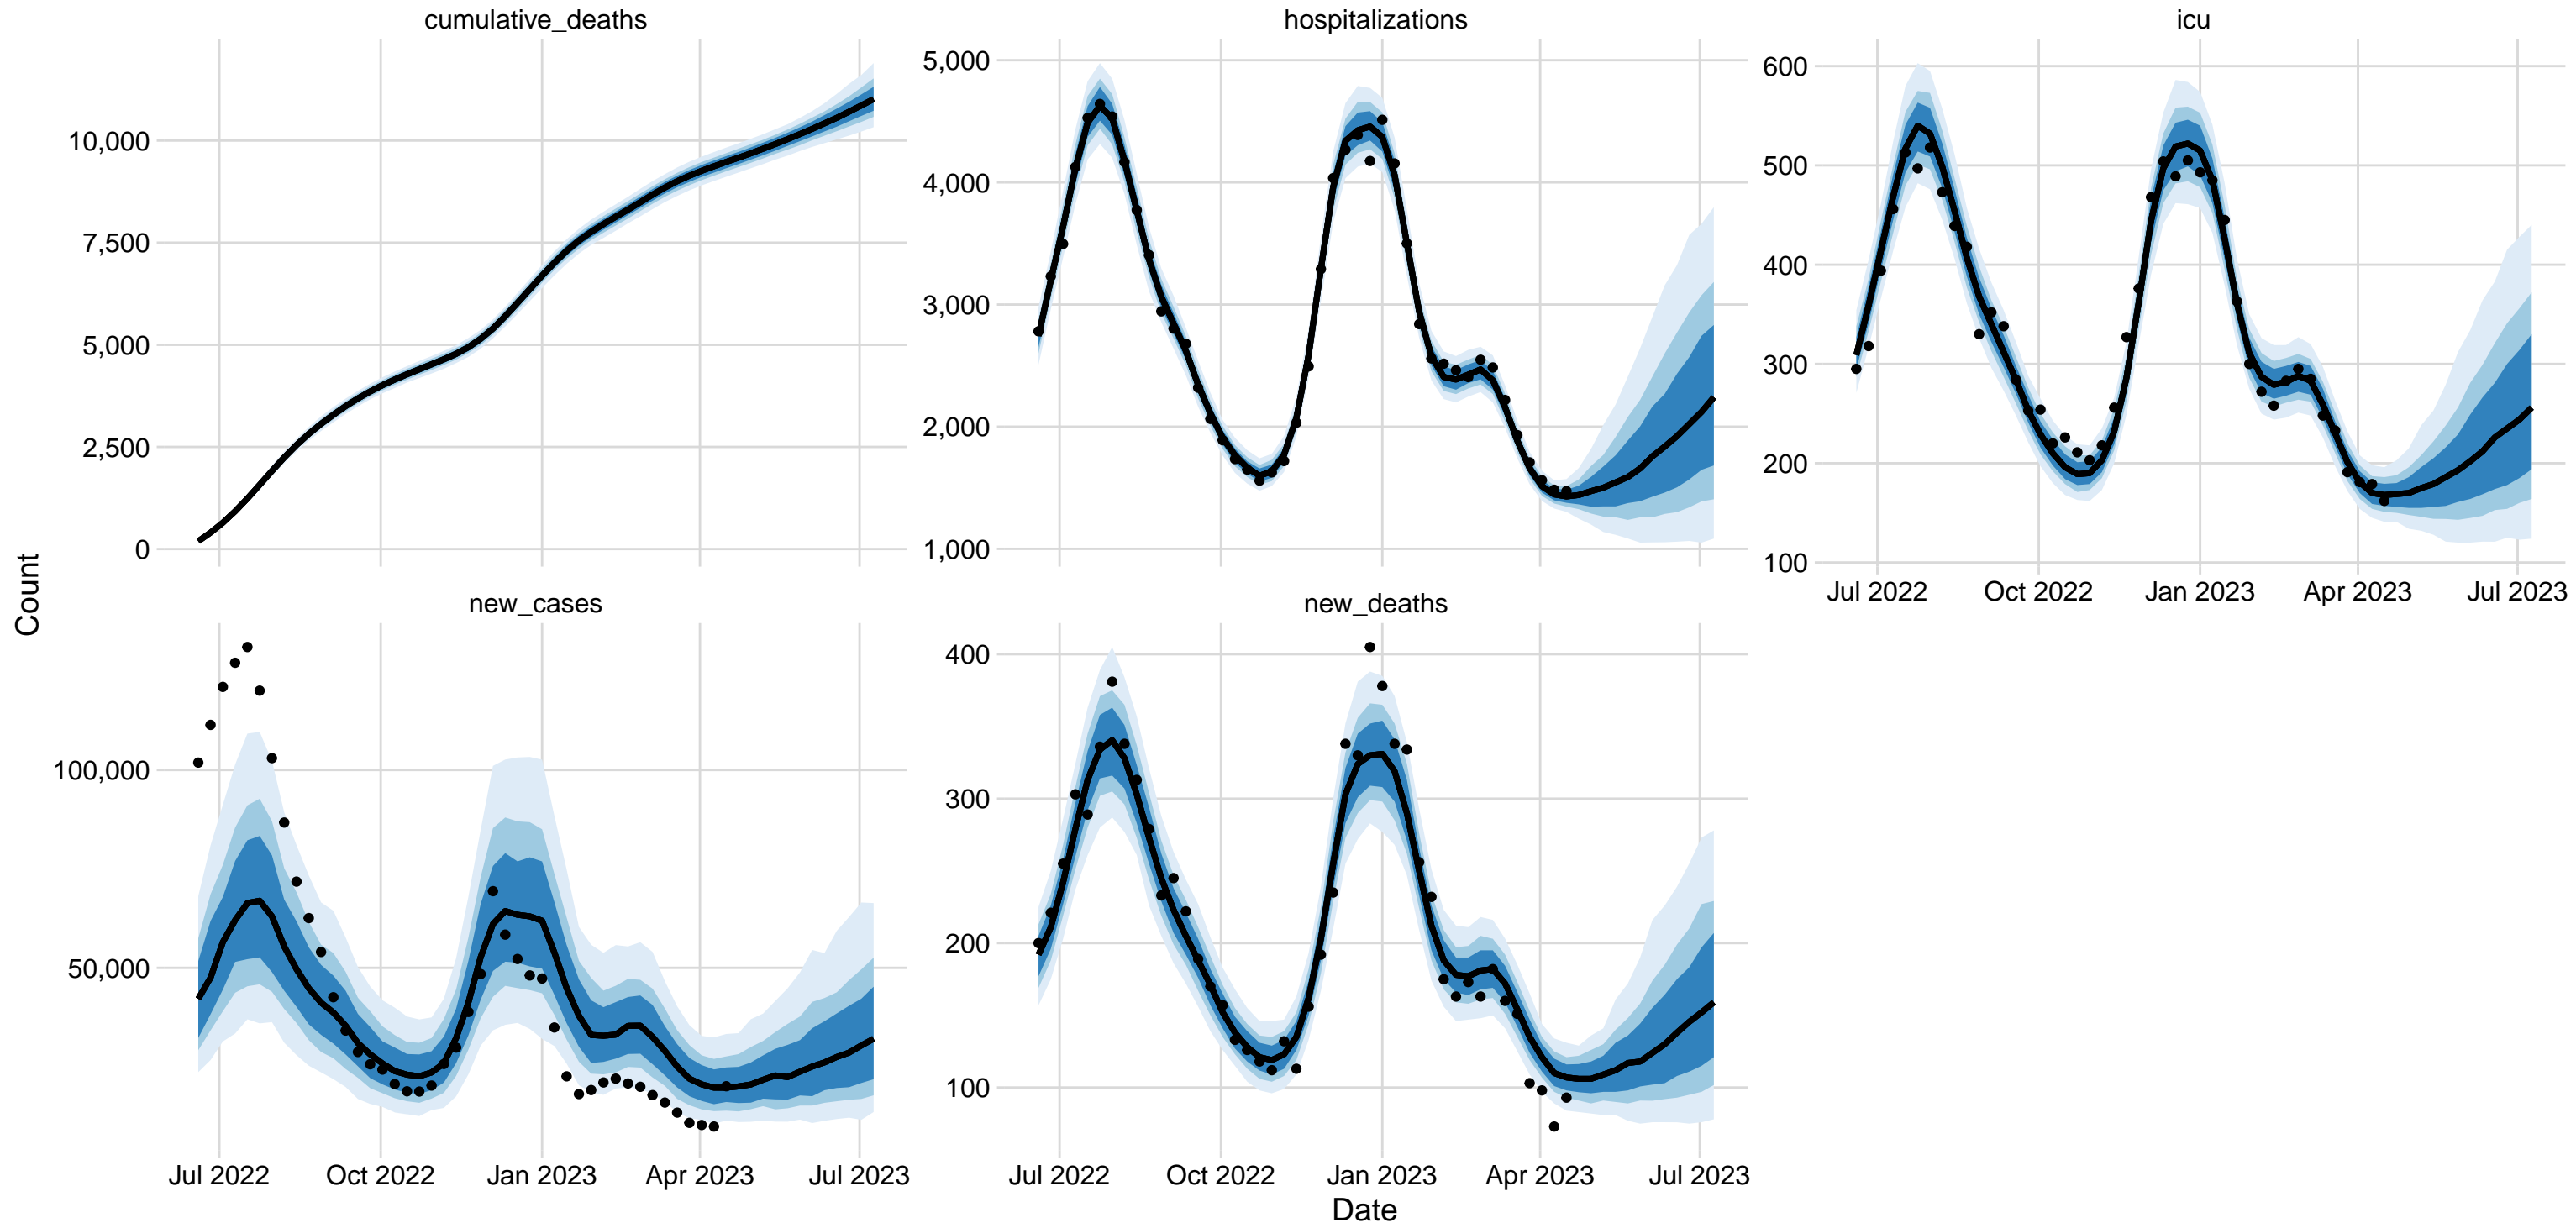 cumulative_deaths
hospitalizations
icu
10,000
7,500
5,000
2,500
0
5,000
4,000
3,000
2,000
1,000
600
500
400
300
200
100
Jul 2022 Oct 2022 Jan 2023 Apr 2023 Jul 2023
Count
new_cases
new_deaths
100,000
50,000
400
300
200
100
Jul 2022 Oct 2022 Jan 2023 Apr 2023 Jul 2023
Jul 2022 Oct 2022 Jan 2023 Apr 2023 Jul 2023
Date